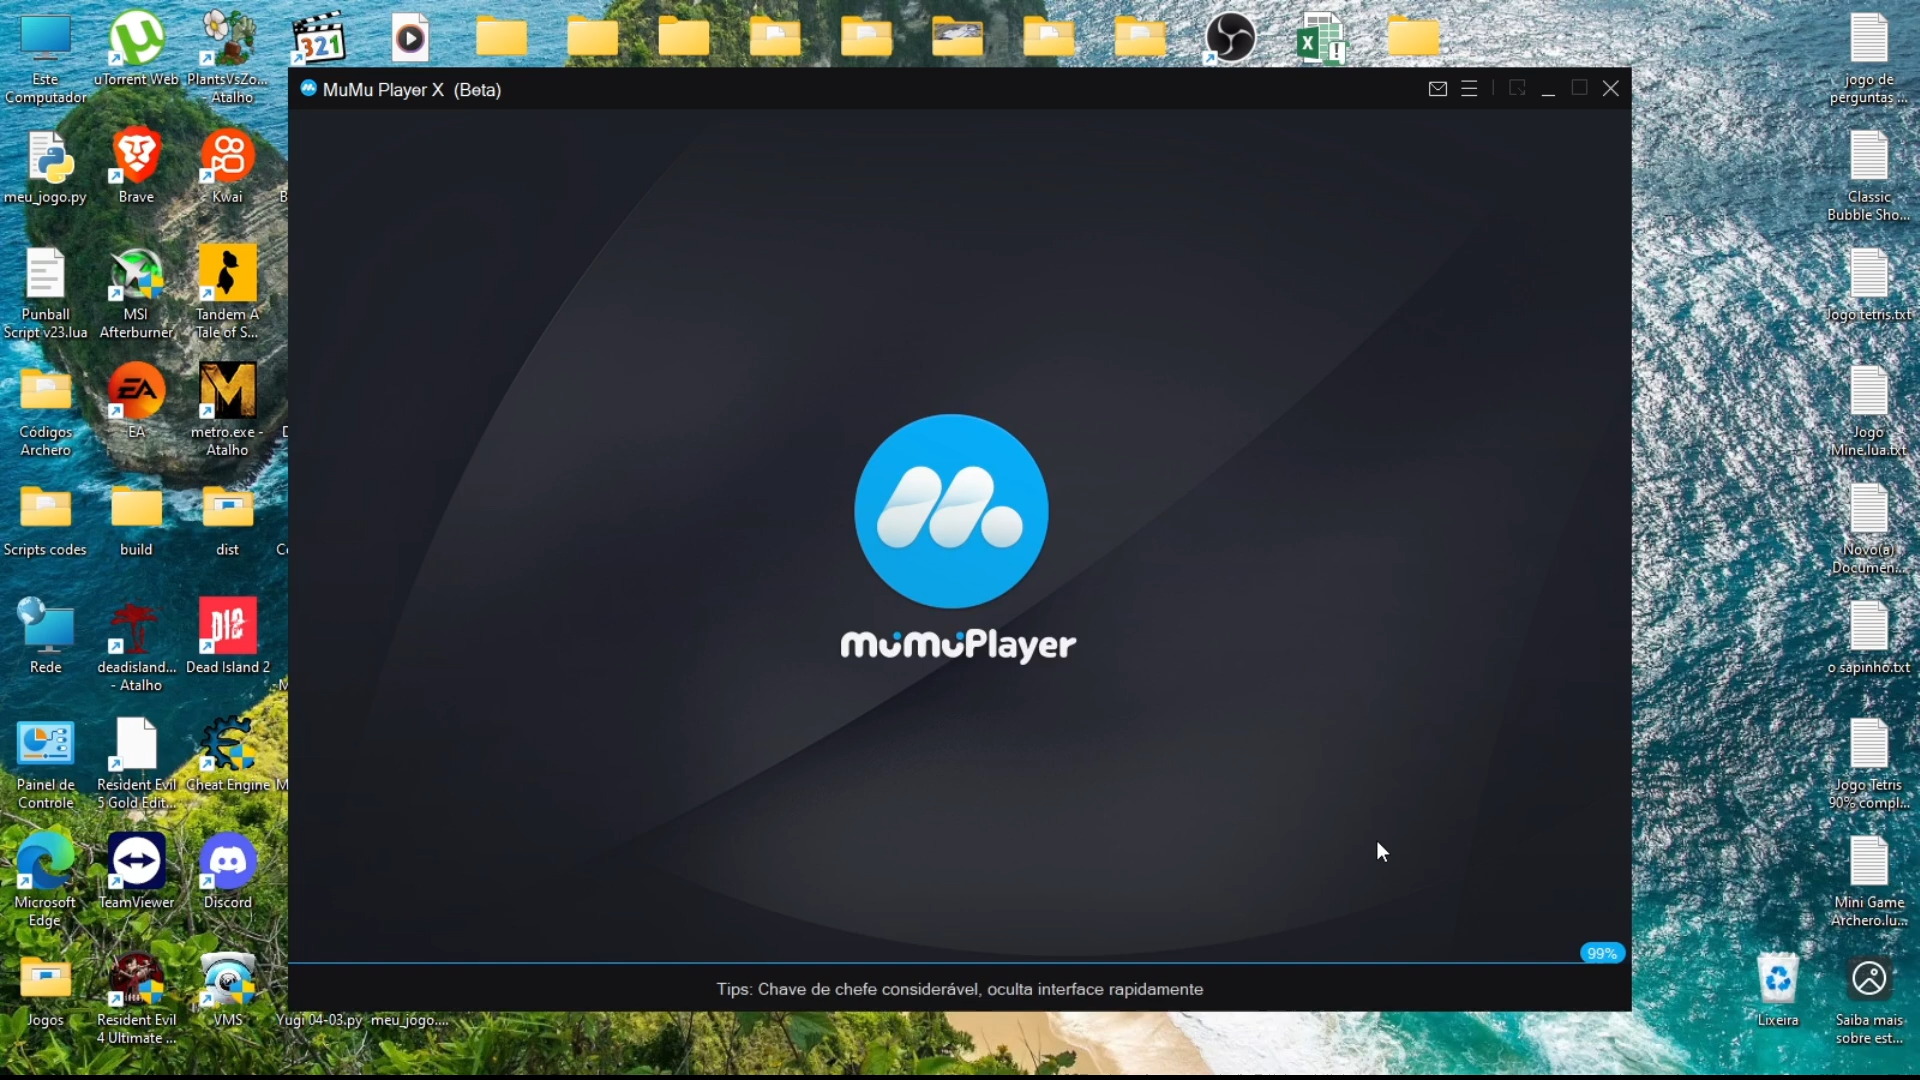 Este
Computador
uTorrent Web
PlantsVsZo...
- Atalho
321
jogo de
perguntas ...
MuMu Player X (Beta)
meu_jogo.py
Brave
Kwai
Classic
Bubble Sho...
Punball
Script v23.lua
MSI
Afterburner
Tandem A
Tale of S...
Jogo tetris.txt
EA
Códigos
Archero
EA
metro.exe -
Atalho
Jogo
Mine.lua.txt
Scripts codes
build
dist
Novo(a)
Documen...
DI2
MuMuPlayer
Rede
deadisland...
- Atalho
Dead Island 2
o sapinho.txt
Painel de
Controle
Resident Evil
5 Gold Edit...
Cheat Engine
Jogo Tetris
90% compl...
Microsoft
Edge
TeamViewer
Discord
Mini Game
Archero.lu...
99%
Tips: Chave de chefe considerável, oculta interface rapidamente
Jogos
Resident Evil
4 Ultimate ...
VMS
Yugi 04-03.py
meu_jogo....
Lixeira
Saiba mais
sobre est...